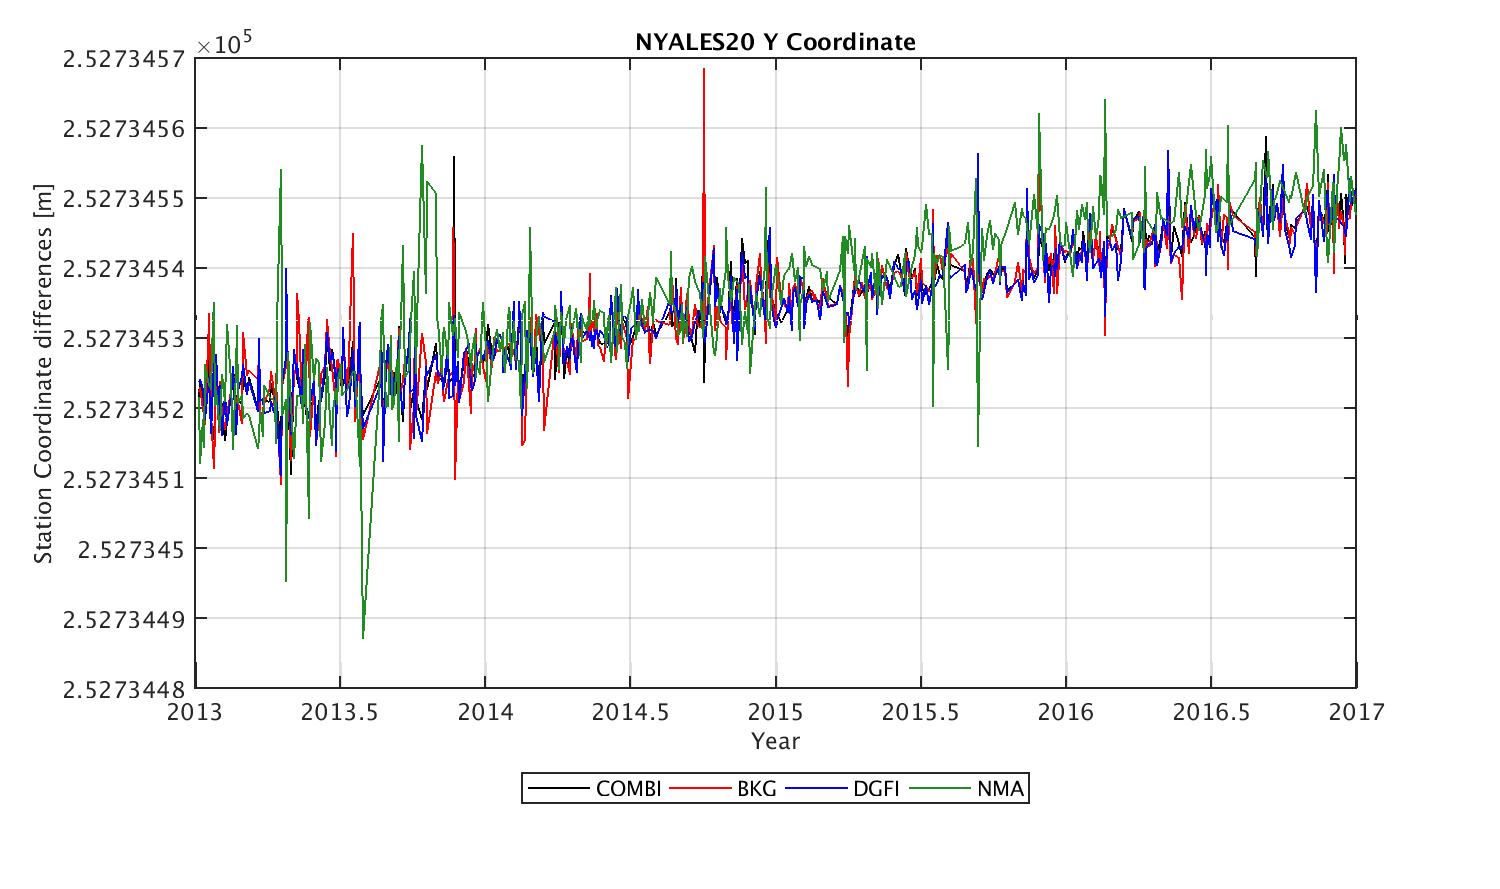 ×10⁵
NYALES20 Y Coordinate
Station Coordinate differences [m]
2.5273457
2.5273456
2.5273455
2.5273454
2.5273453
2.5273452
2.5273451
2.527345
2.5273449
2.5273448
2013 2013.5 2014 2014.5 2015 2015.5 2016 2016.5 2017
Year
COMBI BKG DGFI NMA